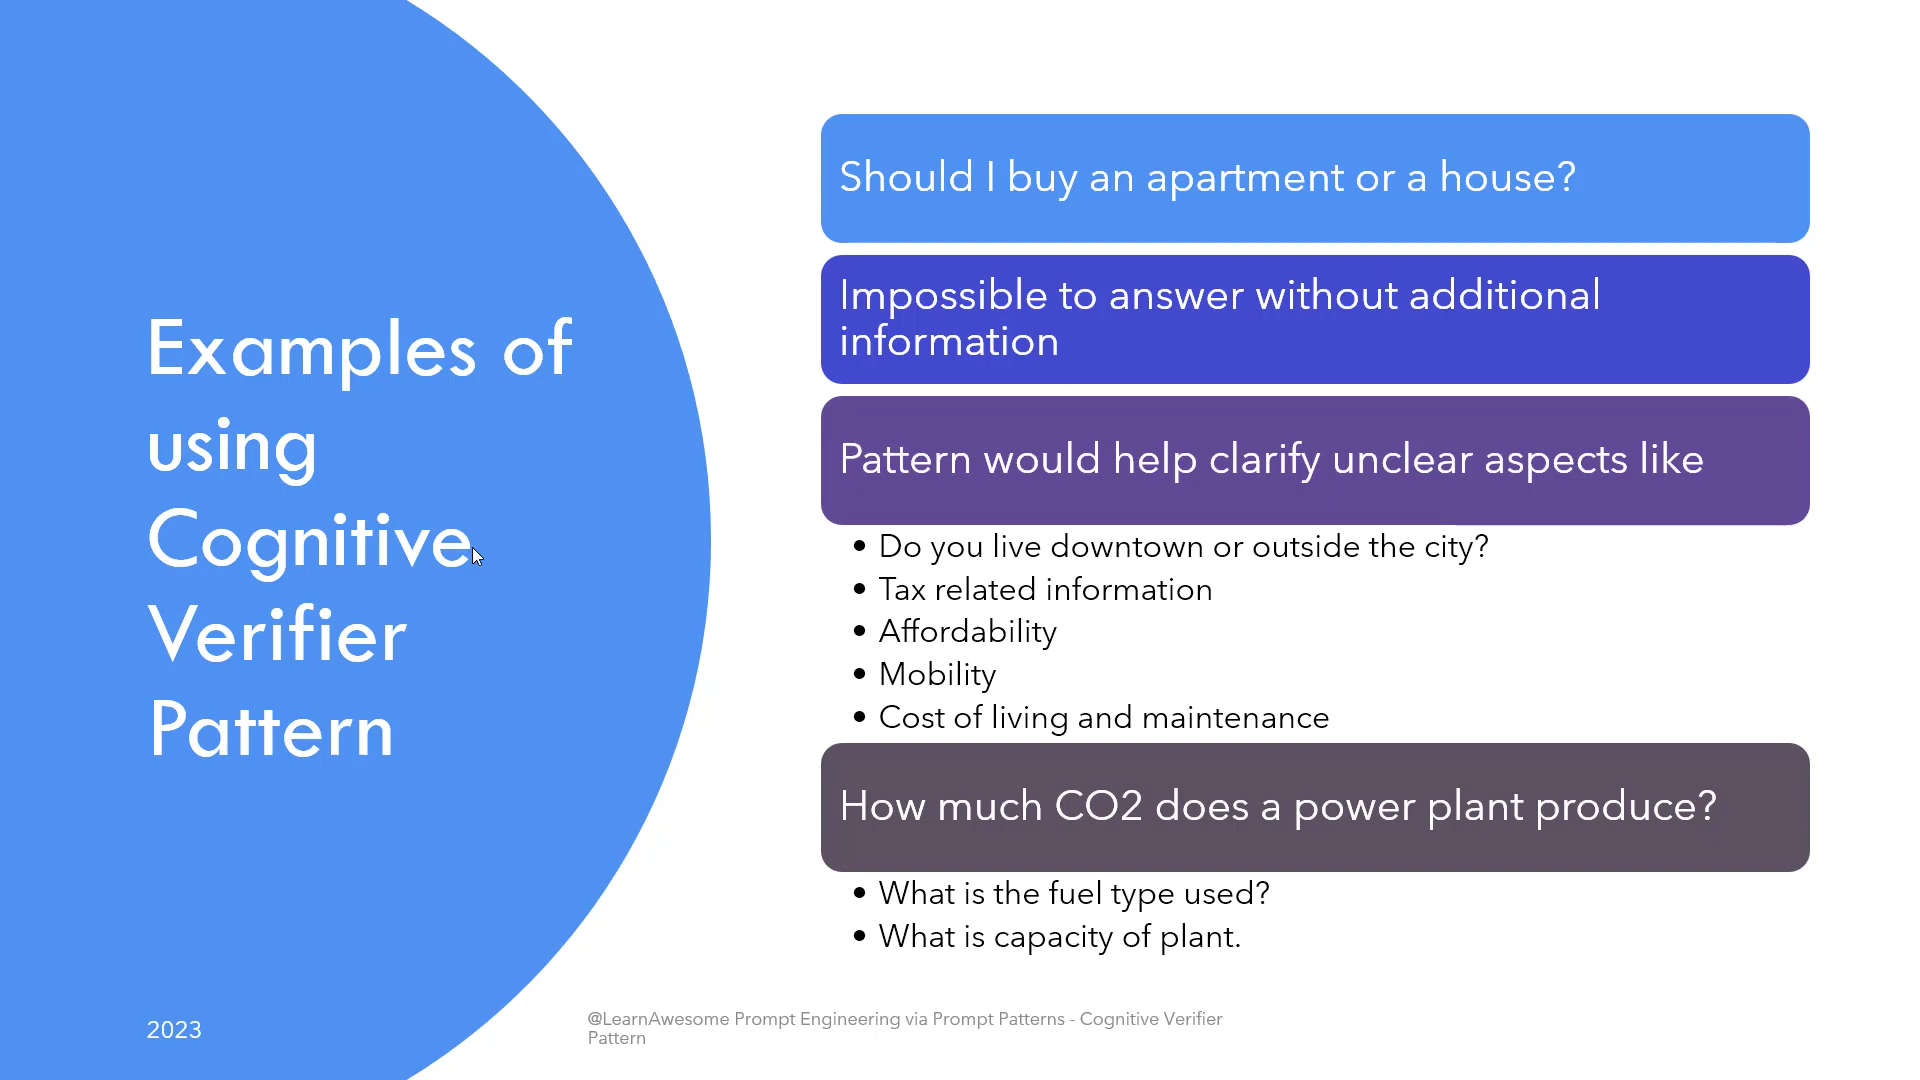 Examples of
using
Cognitive
Verifier
Pattern
2023
Should I buy an apartment or a house?
Impossible to answer without additional
information
Pattern would help clarify unclear aspects like
• Do you live downtown or outside the city?
• Tax related information
• Affordability
• Mobility
• Cost of living and maintenance
How much CO2 does a power plant produce?
• What is the fuel type used?
• What is capacity of plant.
@LearnAwesome Prompt Engineering via Prompt Patterns - Cognitive Verifier
Pattern